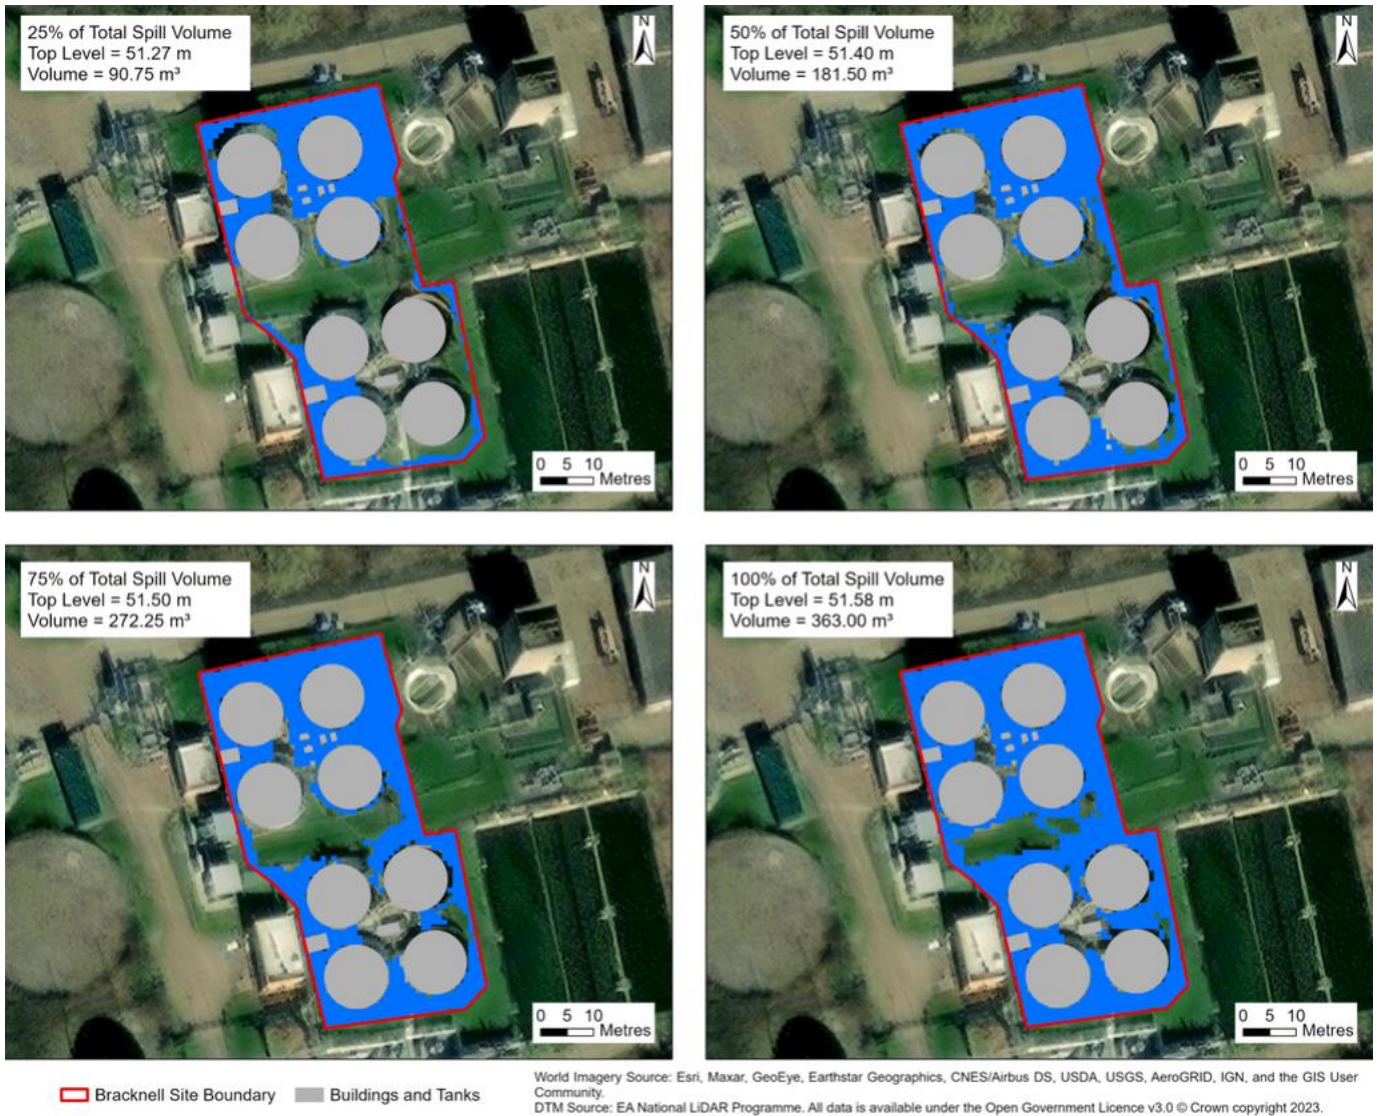 25% of Total Spill Volume
Top Level = 51.27 m
Volume = 90.75 m³
N
0 5 10
Metres
50% of Total Spill Volume
Top Level = 51.40 m
Volume = 181.50 m³
N
0 5 10
Metres
75% of Total Spill Volume
Top Level = 51.50 m
Volume = 272.25 m³
N
0 5 10
Metres
100% of Total Spill Volume
Top Level = 51.58 m
Volume = 363.00 m³
N
0 5 10
Metres
Bracknell Site Boundary
Buildings and Tanks
World Imagery Source: Esri, Maxar, GeoEye, Earthstar Geographics, CNES/Airbus DS, USDA, USGS, AeroGRID, IGN, and the GIS User
Community.
DTM Source: EA National LiDAR Programme. All data is available under the Open Government Licence v3.0 © Crown copyright 2023.